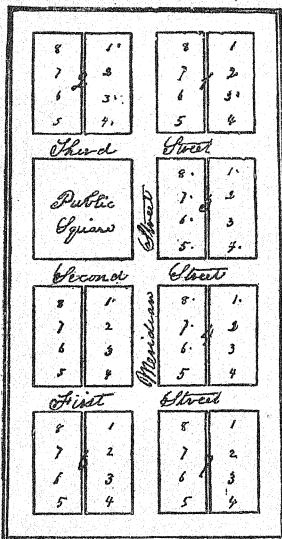 8 1 8 1
7 2 7 2
6 3 6 3
5 4 5 4
Third Street
Public
Square
8 1
7 2
6 3
5 4
Street
Second Street
8 1 8 1
7 2 7 2
6 3 6 3
5 4 5 4
Meridian
First Street
8 1 8 1
7 2 7 2
6 3 6 3
5 4 5 4